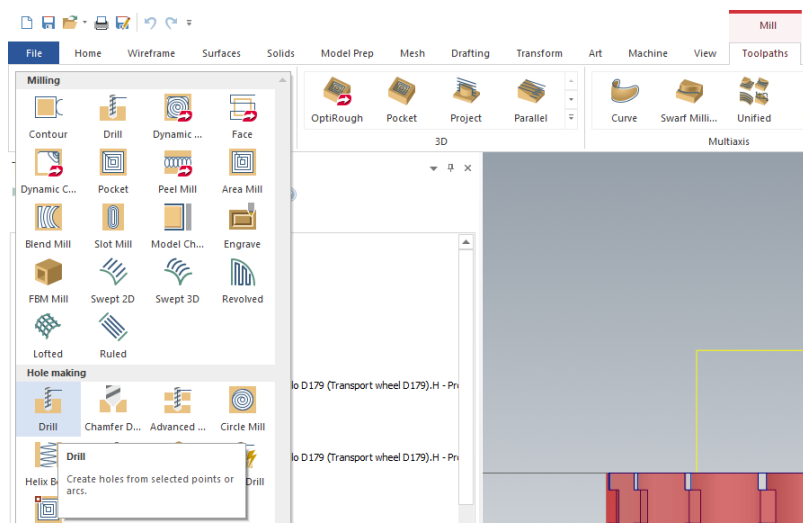 Mill
File Home Wireframe Surfaces Solids Model Prep Mesh Drafting Transform Art Machine View Toolpaths
Milling
Contour Drill Dynamic ... Face
Dynamic C... Pocket Peel Mill Area Mill
Blend Mill Slot Mill Model Ch... Engrave
FBM Mill Swept 2D Swept 3D Revolved
Lofted Ruled
Hole making
Drill Chamfer D... Advanced ... Circle Mill
Helix B
Drill
Drill
Create holes from selected points or
arcs.
OptiRough Pocket Project Parallel
3D
Curve Swarf Milli... Unified
Multiaxis
lo D179 (Transport wheel D179).H - Pr
lo D179 (Transport wheel D179).H - Pr